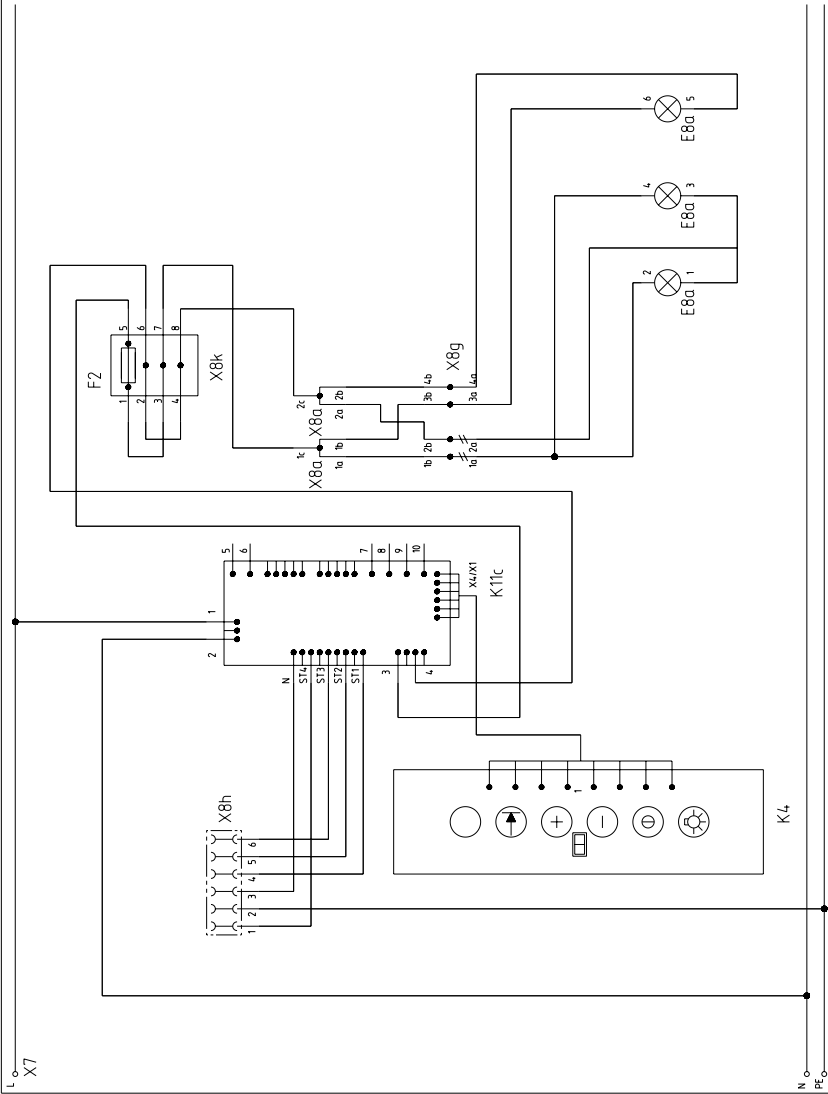 L
X7
N
PE
F2
1
2
3
4
5
6
7
8
X8k
2c
X8a
2b
2a
1c
X8a
1b
1a
X8g
4b
4a
3b
3a
2b
2a
1b
1a
6
5
E8a
4
3
E8a
2
1
E8a
5
6
7
8
9
10
X4/X1
K11c
1
2
N
ST4
ST3
ST2
ST1
3
4
X8h
6
5
4
3
2
1
1
K4